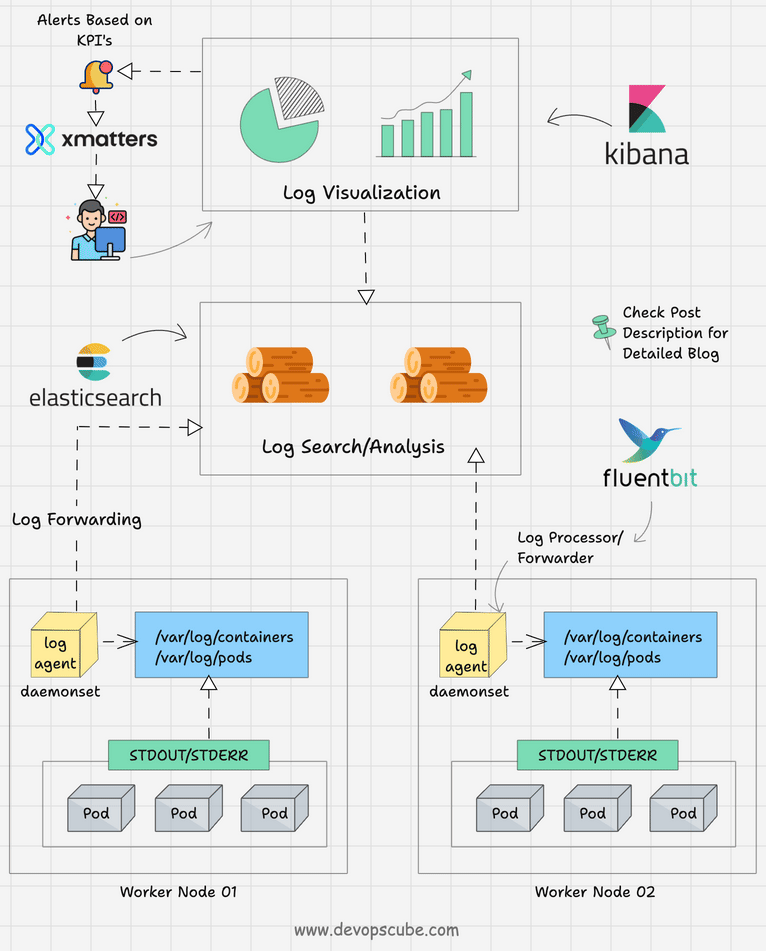 Alerts Based on
KPI's
xmatters
kibana
Log Visualization
Check Post
Description for
Detailed Blog
elasticsearch
Log Search/Analysis
fluentbit
Log Forwarding
Log Processor/
Forwarder
log
agent
daemonset
/var/log/containers
/var/log/pods
STDOUT/STDERR
Pod
Pod
Pod
Worker Node 01
log
agent
daemonset
/var/log/containers
/var/log/pods
STDOUT/STDERR
Pod
Pod
Pod
Worker Node 02
www.devopscube.com